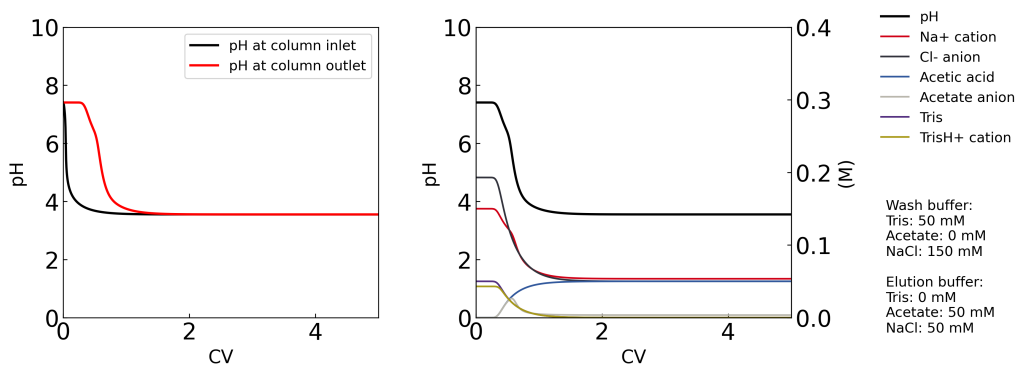 10
8
6
4
2
0
pH
0
2
4
CV
pH at column inlet
pH at column outlet
10
8
6
4
2
0
pH
0
2
4
CV
0.4
0.3
0.2
0.1
0.0
(M)
pH
Na+ cation
Cl- anion
Acetic acid
Acetate anion
Tris
TrisH+ cation
Wash buffer:
Tris: 50 mM
Acetate: 0 mM
NaCl: 150 mM
Elution buffer:
Tris: 0 mM
Acetate: 50 mM
NaCl: 50 mM